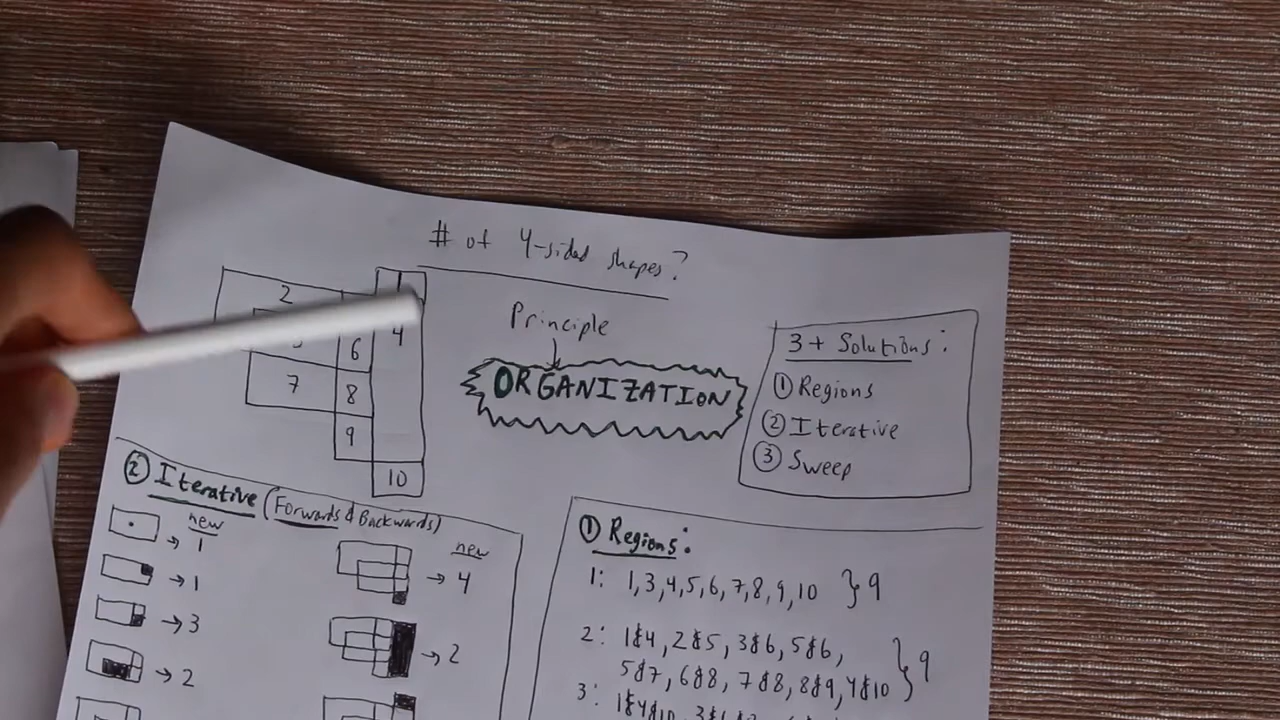 # of 4-sided shapes?
1
2
4
6
7
8
9
10
Principle
ORGANIZATION
3+ Solutions:
① Regions
② Iterative
③ Sweep
② Iterative (Forwards & Backwards)
new
→ 1
→ 1
→ 3
→ 2
new
→ 4
→ 2
① Regions:
1: 1,3,4,5,6,7,8,9,10 } 9
2: 1&4, 2&5, 3&6, 5&6,
5&7, 6&8, 7&8, 8&9, 4&10 } 9
3: 1&4&10,